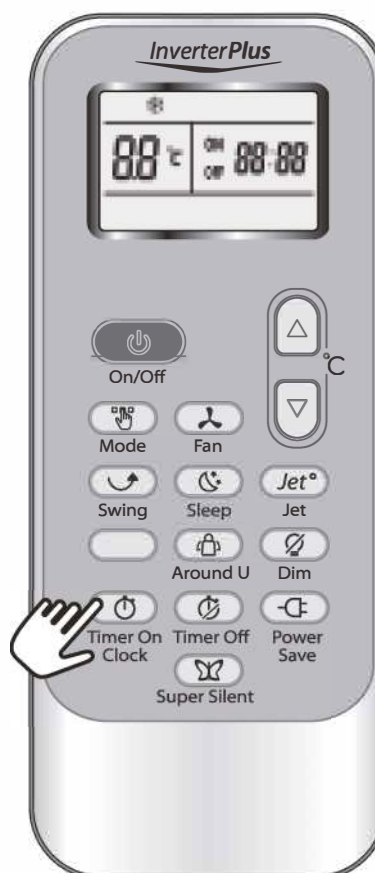 InverterPlus
88 °C ON OFF 88:88
On/Off
°C
Mode Fan
Jet°
Swing Sleep Jet
Around U Dim
Timer On Timer Off Power
Clock Save
Super Silent